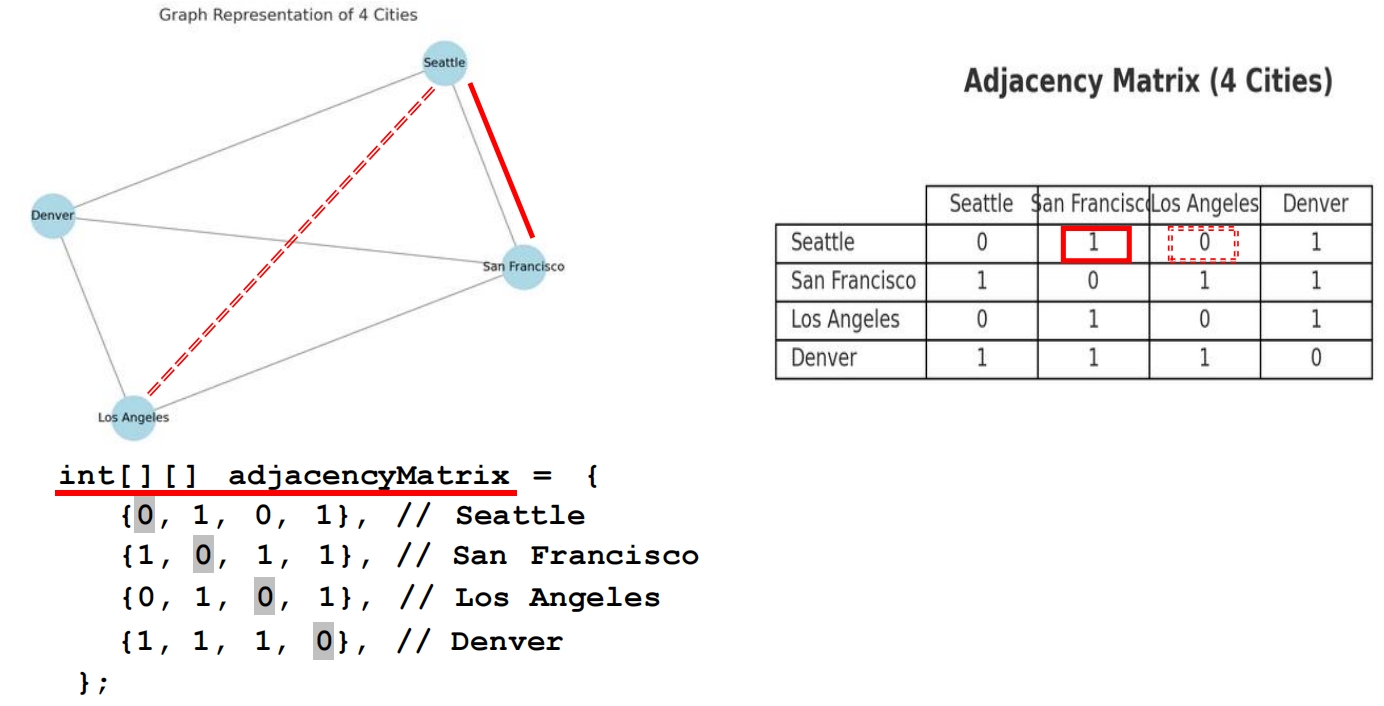 Graph Representation of 4 Cities
Seattle
Denver
San Francisco
Los Angeles
Adjacency Matrix (4 Cities)
Seattle San Francisco Los Angeles Denver
Seattle 0 1 0 1
San Francisco 1 0 1 1
Los Angeles 0 1 0 1
Denver 1 1 1 0
int[][] adjacencyMatrix = {
{0, 1, 0, 1}, // Seattle
{1, 0, 1, 1}, // San Francisco
{0, 1, 0, 1}, // Los Angeles
{1, 1, 1, 0}, // Denver
};